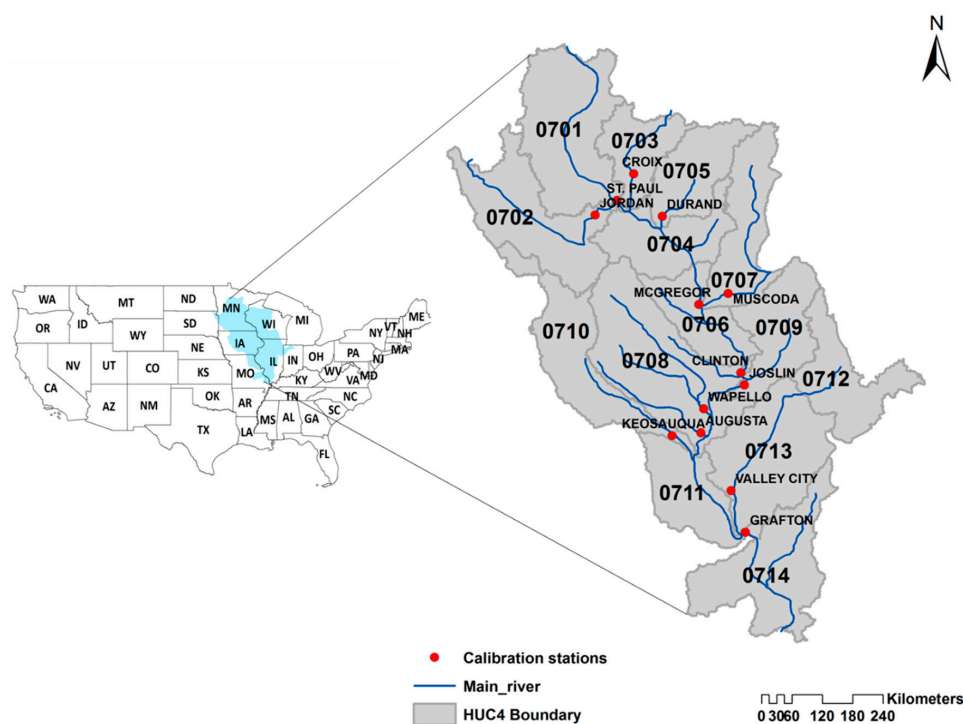 N
0701
0703
CROIX
0705
ST. PAUL
JORDAN
DURAND
0702
0704
0707
MCGREGOR
MUSCODA
0706
0709
0710
CLINTON
JOSLIN
0708
0712
WAPELLO
KEOSAUQUA
AUGUSTA
0713
VALLEY CITY
0711
GRAFTON
0714
WA
MT
ND
MN
ME
OR
ID
SD
WI
MI
NY
VT
NH
WY
MA
NV
NE
IA
PA
NJ
UT
CO
KS
MO
IL
IN
OH
WV
MD
CA
KY
VA
AZ
NM
OK
AR
TN
NC
SC
TX
LA
MS
AL
GA
FL
Calibration stations
Main_river
HUC4 Boundary
Kilometers
0 30 60 120 180 240